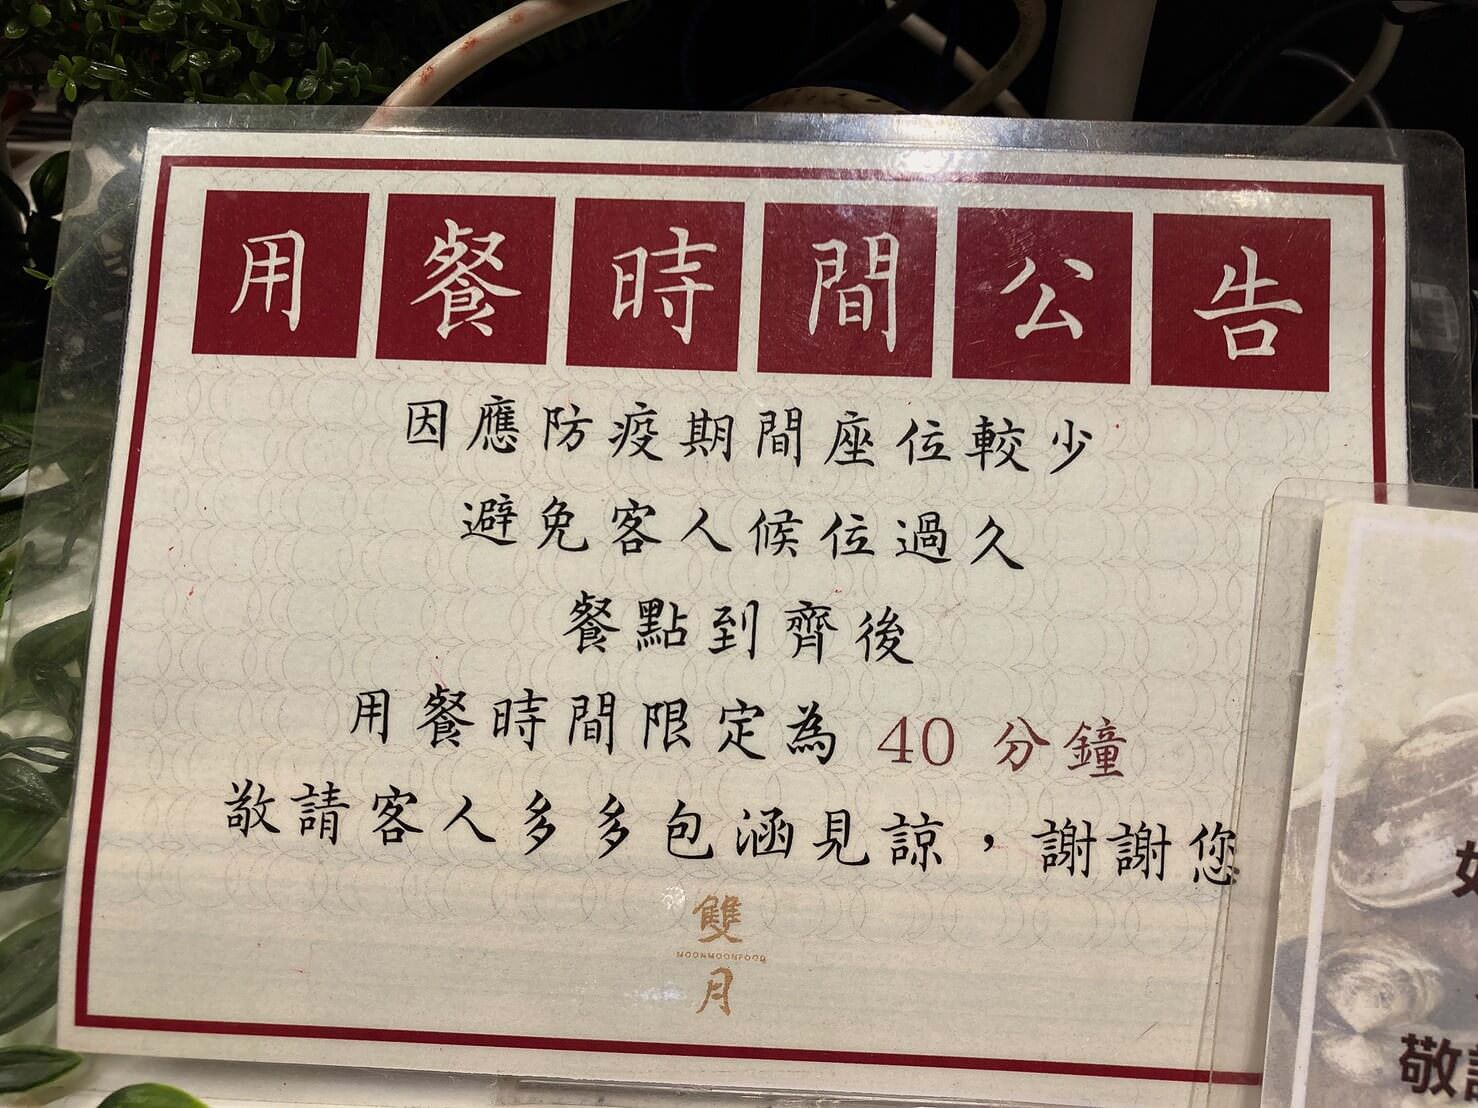 用餐時間公告
因應防疫期間座位較少
避免客人候位過久
餐點到齊後
用餐時間限定為 40 分鐘
敬請客人多多包涵見諒，謝謝您
雙
MOONMOONFOOD
月
敬